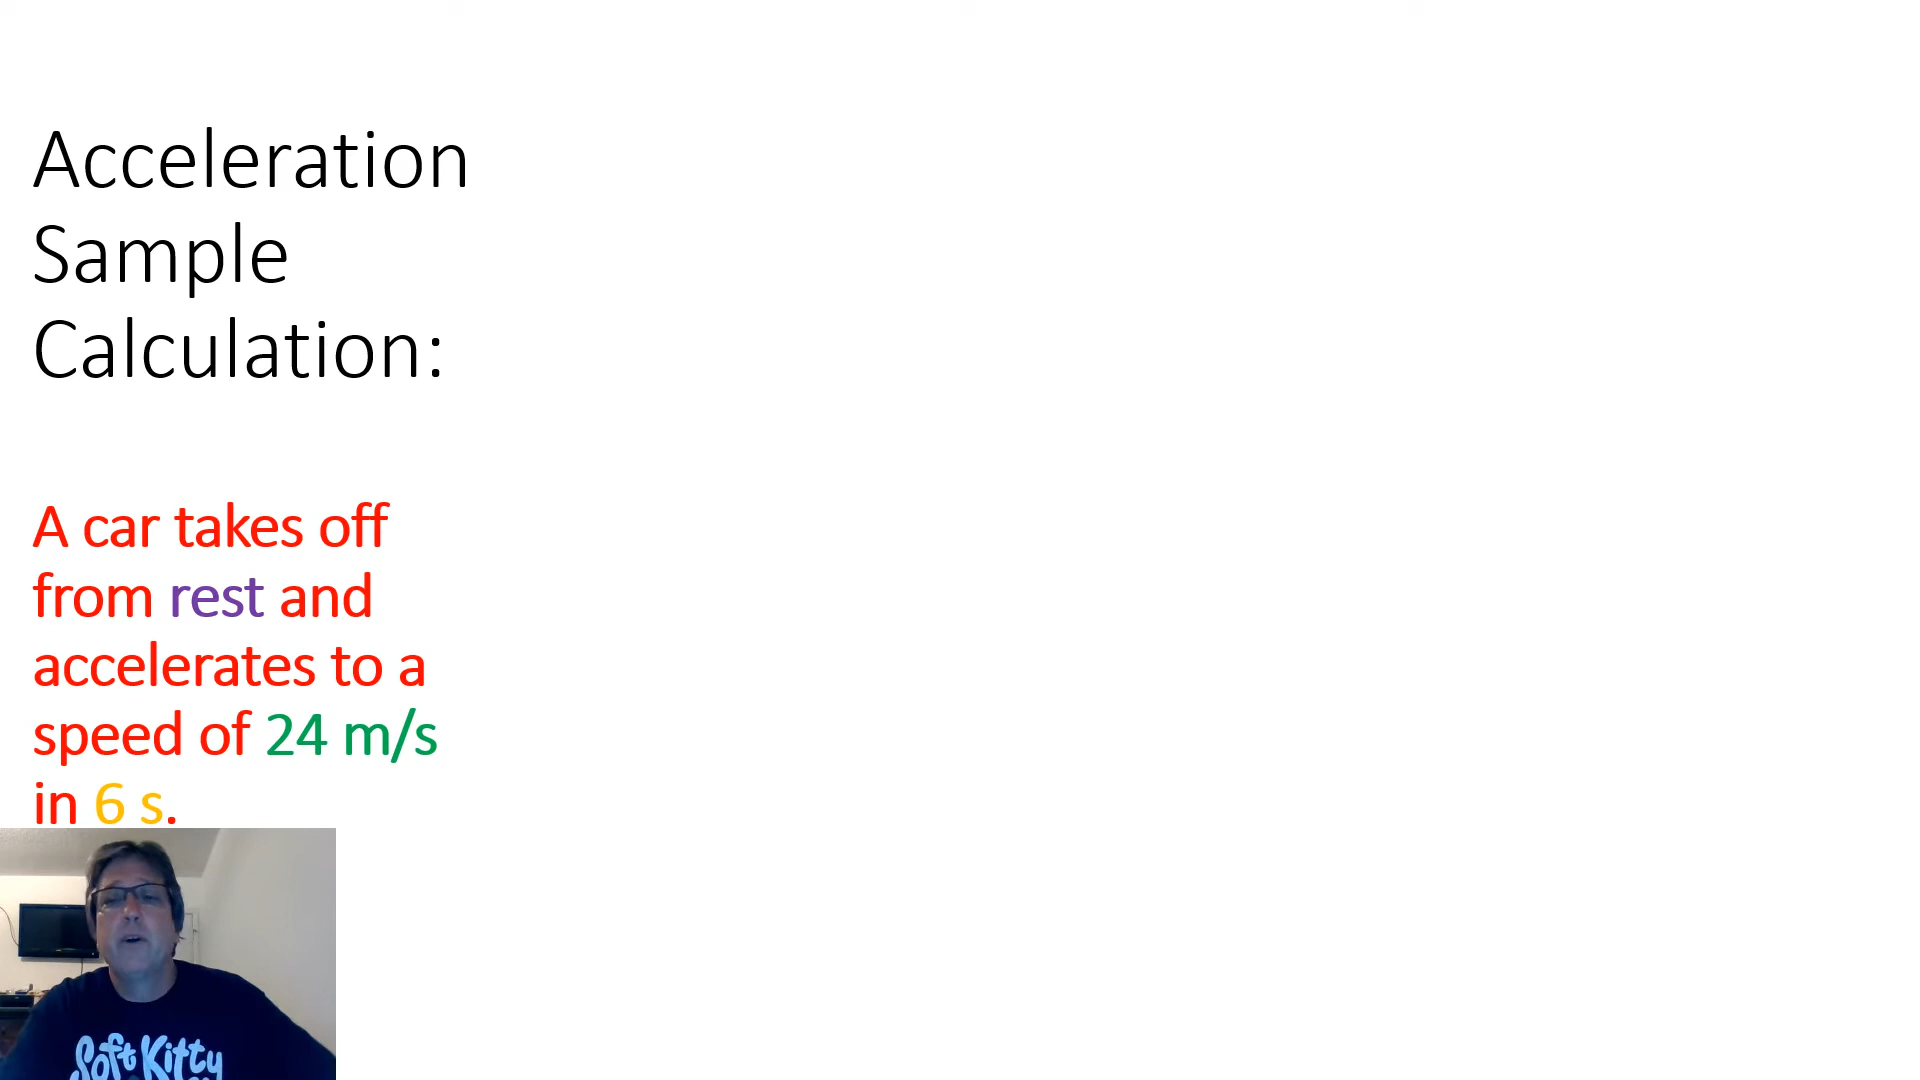 Acceleration
Sample
Calculation:
A car takes off
from rest and
accelerates to a
speed of 24 m/s
in 6 s.
Soft Kitty